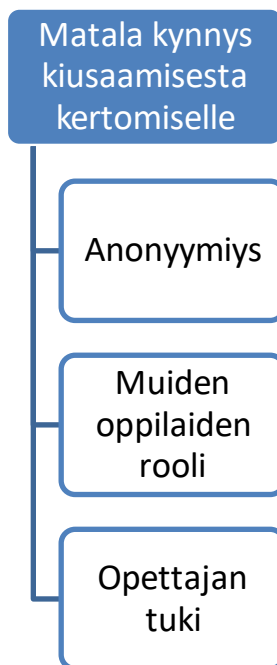 Matala kynnys
kiusaamisesta
kertomiselle
Anonyymiys
Muiden
oppilaiden
rooli
Opettajan
tuki